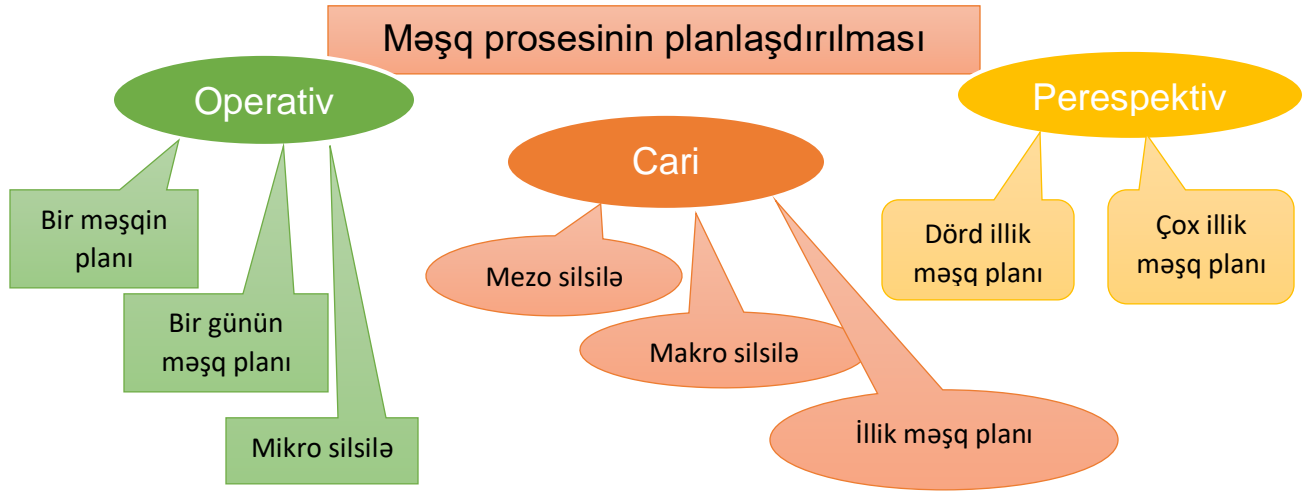 Məşq prosesinin planlaşdırılması
Operativ
Bir məşqin
planı
Bir günün
məşq planı
Mikro silsilə
Cari
Mezo silsilə
Makro silsilə
İllik məşq planı
Perespektiv
Dörd illik
məşq planı
Çox illik
məşq planı